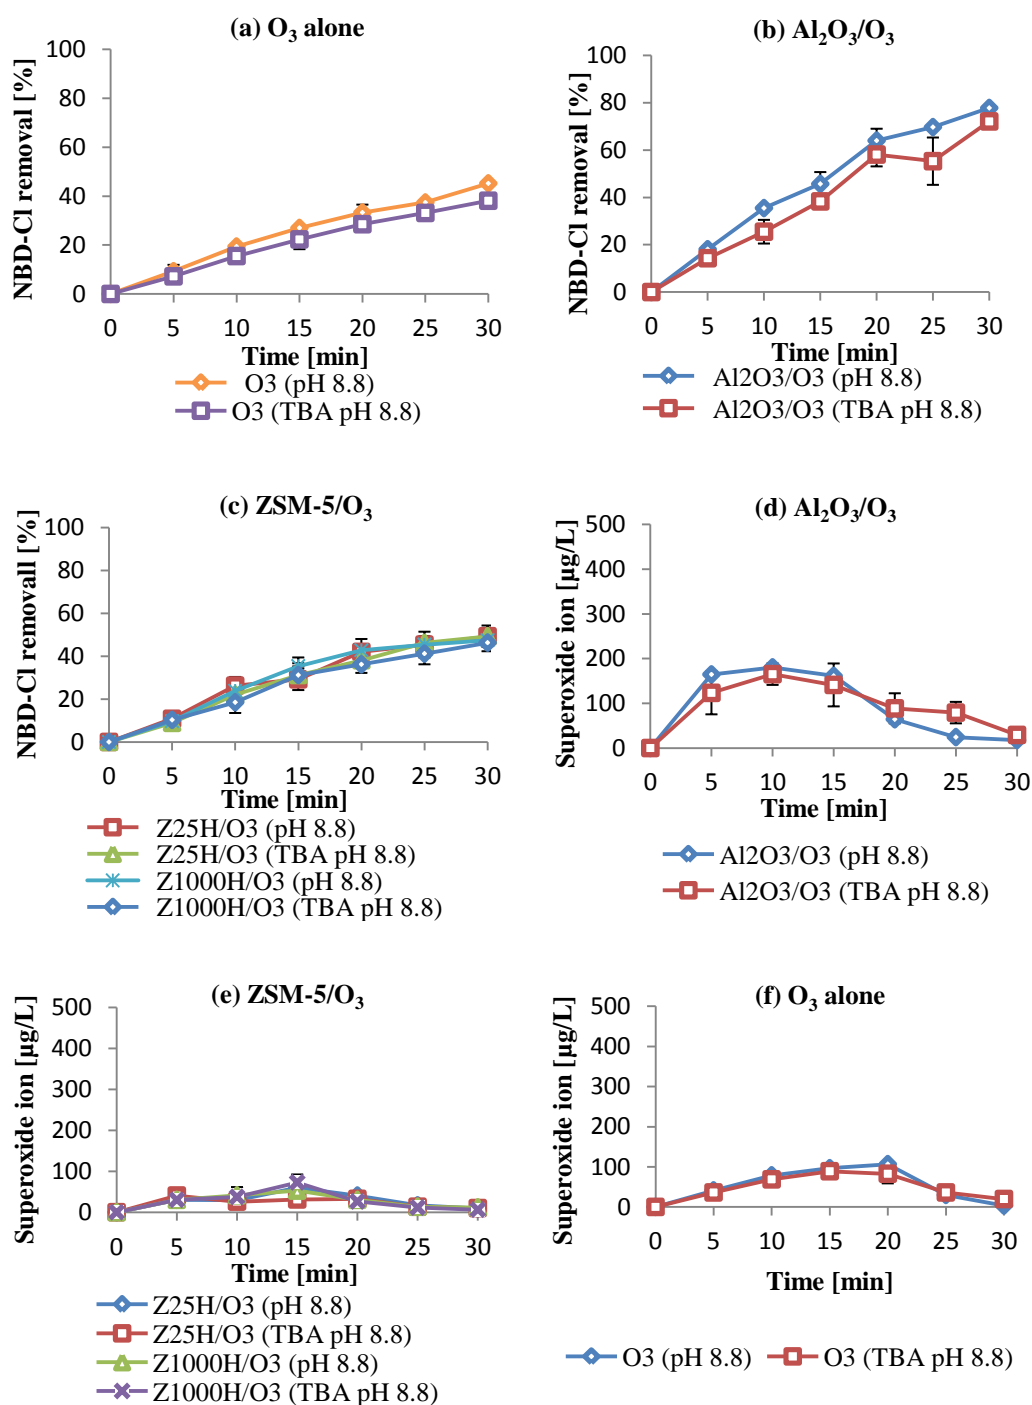 (a) O3 alone
NBD-Cl removal [%]
100
80
60
40
20
0
0 5 10 15 20 25 30
Time [min]
O3 (pH 8.8)
O3 (TBA pH 8.8)
(b) Al2O3/O3
NBD-Cl removal [%]
100
80
60
40
20
0
0 5 10 15 20 25 30
Time [min]
Al2O3/O3 (pH 8.8)
Al2O3/O3 (TBA pH 8.8)
(c) ZSM-5/O3
NBD-Cl removall [%]
100
80
60
40
20
0
0 5 10 15 20 25 30
Time [min]
Z25H/O3 (pH 8.8)
Z25H/O3 (TBA pH 8.8)
Z1000H/O3 (pH 8.8)
Z1000H/O3 (TBA pH 8.8)
(d) Al2O3/O3
Superoxide ion [µg/L]
500
400
300
200
100
0
0 5 10 15 20 25 30
Time [min]
Al2O3/O3 (pH 8.8)
Al2O3/O3 (TBA pH 8.8)
(e) ZSM-5/O3
Superoxide ion [µg/L]
500
400
300
200
100
0
0 5 10 15 20 25 30
Time [min]
Z25H/O3 (pH 8.8)
Z25H/O3 (TBA pH 8.8)
Z1000H/O3 (pH 8.8)
Z1000H/O3 (TBA pH 8.8)
(f) O3 alone
Superoxide ion [µg/L]
500
400
300
200
100
0
0 5 10 15 20 25 30
Time [min]
O3 (pH 8.8) O3 (TBA pH 8.8)